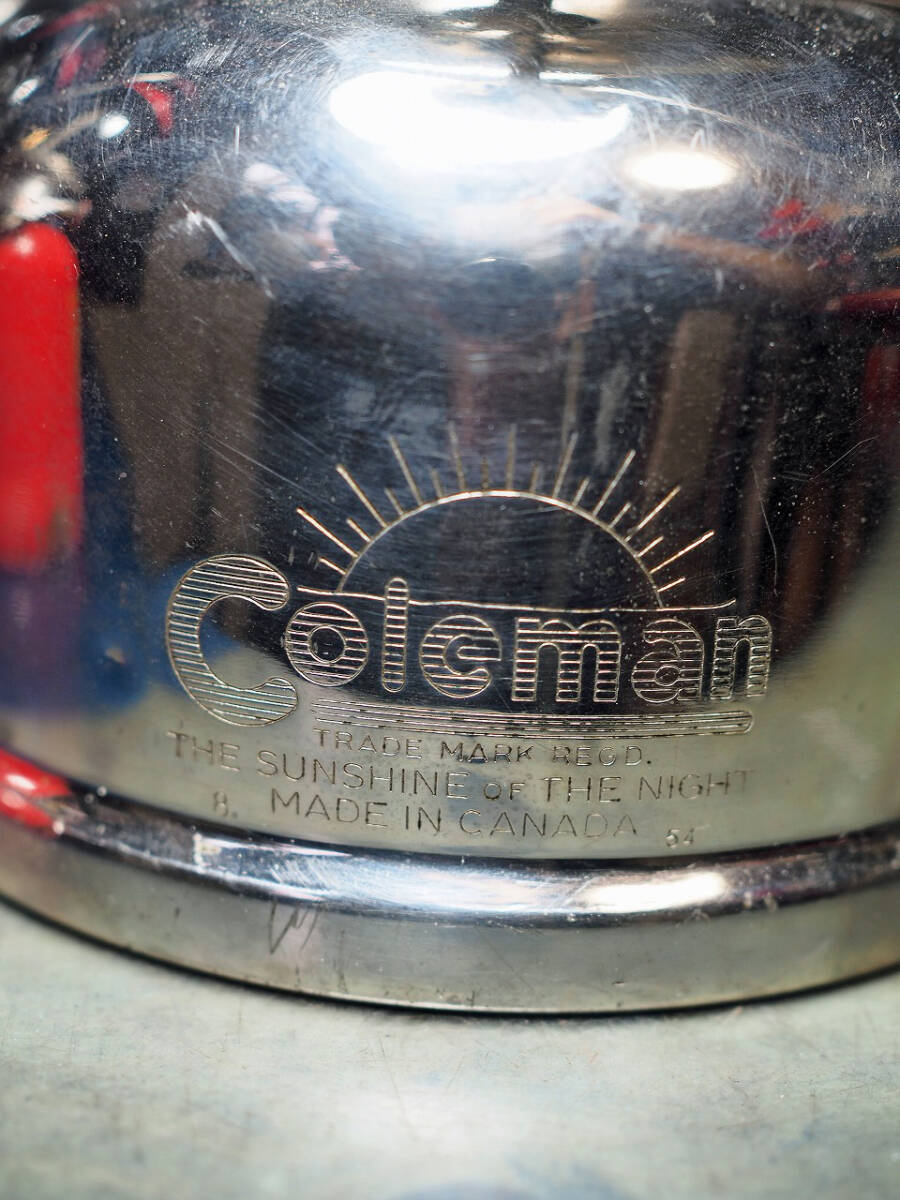 Coleman
TRADE MARK REG'D.
THE SUNSHINE OF THE NIGHT
8. MADE IN CANADA 54